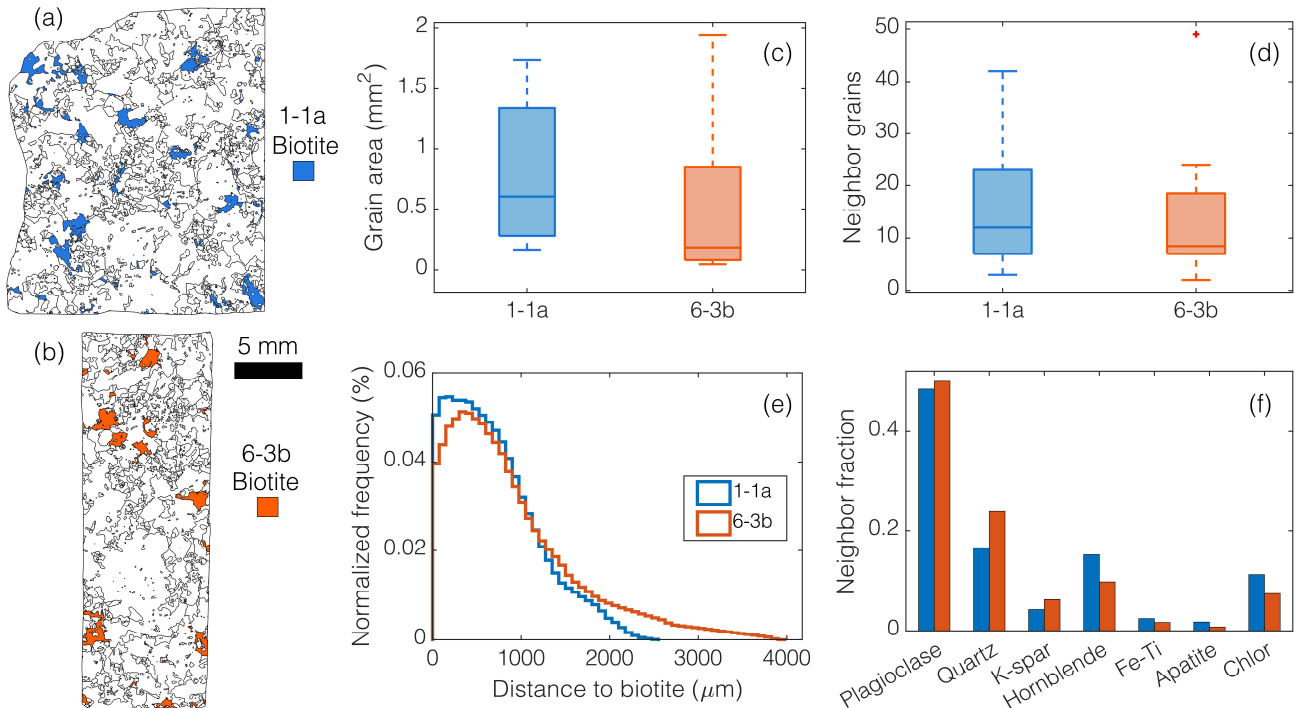 (a)
1-1a
Biotite
(b)
5 mm
6-3b
Biotite
(c)
Grain area (mm²)
2
1.5
1
0.5
0
1-1a
6-3b
(d)
Neighbor grains
50
40
30
20
10
0
1-1a
6-3b
(e)
Normalized frequency (%)
0.06
0.04
0.02
0
1-1a
6-3b
0
1000
2000
3000
4000
Distance to biotite (μm)
(f)
Neighbor fraction
0.4
0.2
0
Plagioclase
Quartz
K-spar
Hornblende
Fe-Ti
Apatite
Chlor